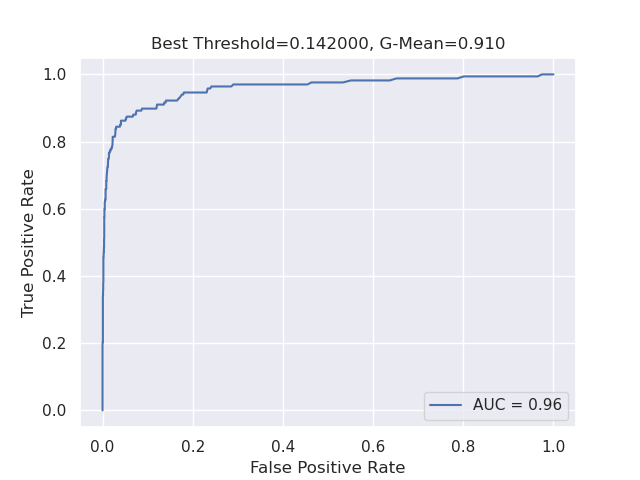 Best Threshold=0.142000, G-Mean=0.910
1.0
0.8
0.6
0.4
0.2
0.0
True Positive Rate
AUC = 0.96
0.0 0.2 0.4 0.6 0.8 1.0
False Positive Rate